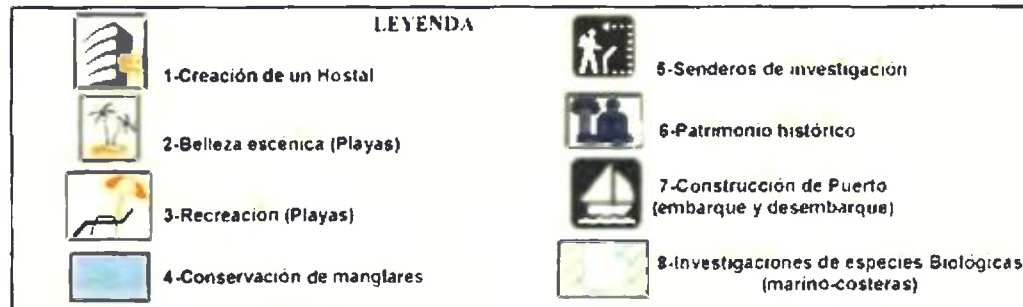 LEYENDA
1-Creación de un Hostal
2-Belleza escénica (Playas)
3-Recreacion (Playas)
4-Conservación de manglares
5-Senderos de investigación
6-Patrimonio histórico
7-Construcción de Puerto
(embarque y desembarque)
8-Investigaciones de especies Biológicas
(marino-costeras)